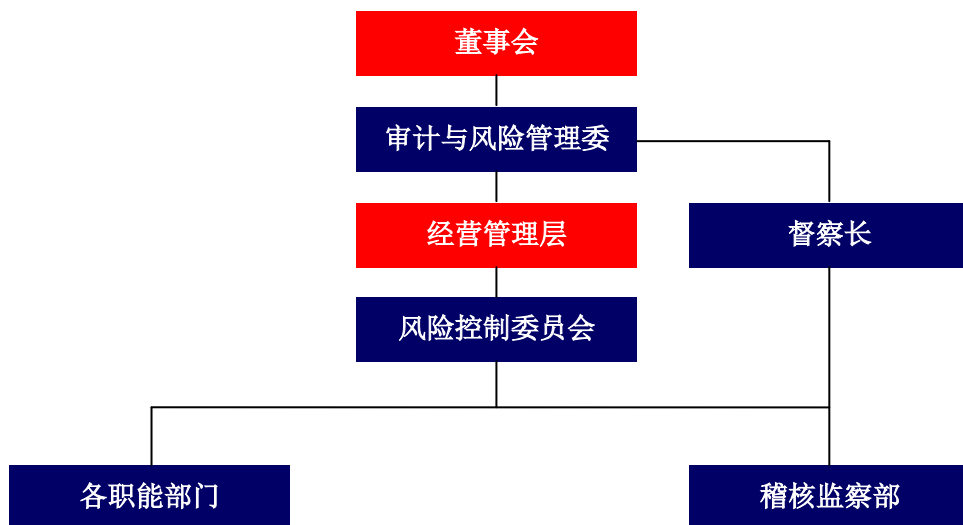 董事会
审计与风险管理委
经营管理层
督察长
风险控制委员会
各职能部门
稽核监察部